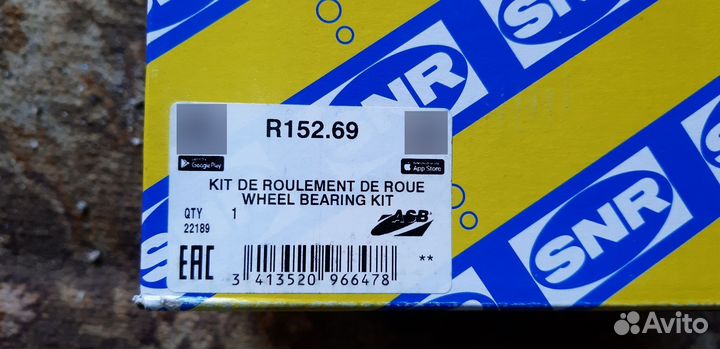 SNR
SNR
SNR
R152.69
Google Play
App Store
KIT DE ROULEMENT DE ROUE
WHEEL BEARING KIT
QTY 1
22189
ASB
EAC
**
3 413520 966478
Avito